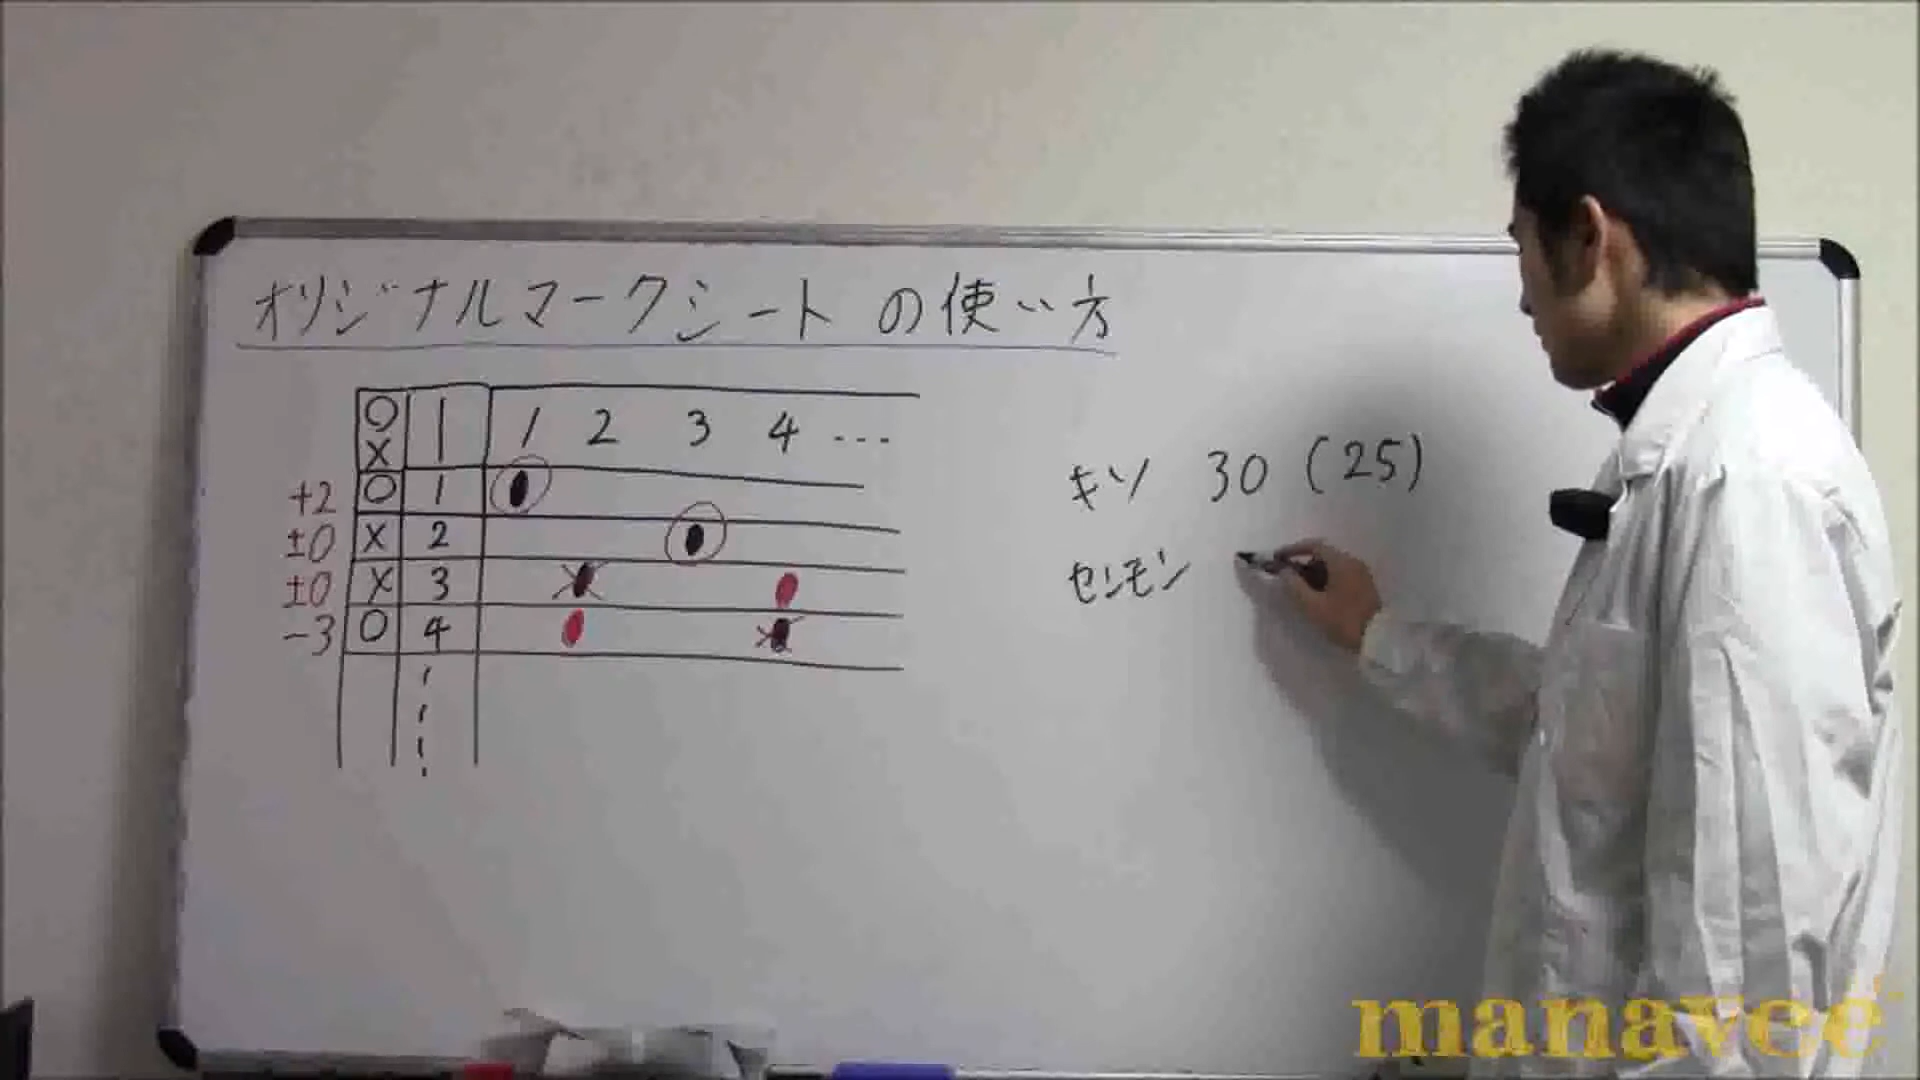 オリジナルマークシートの使い方
○× 1 1 2 3 4 ...
+2 ○ 1
±0 × 2
±0 × 3
-3 ○ 4
キソ 30 (25)
センモン
manavee